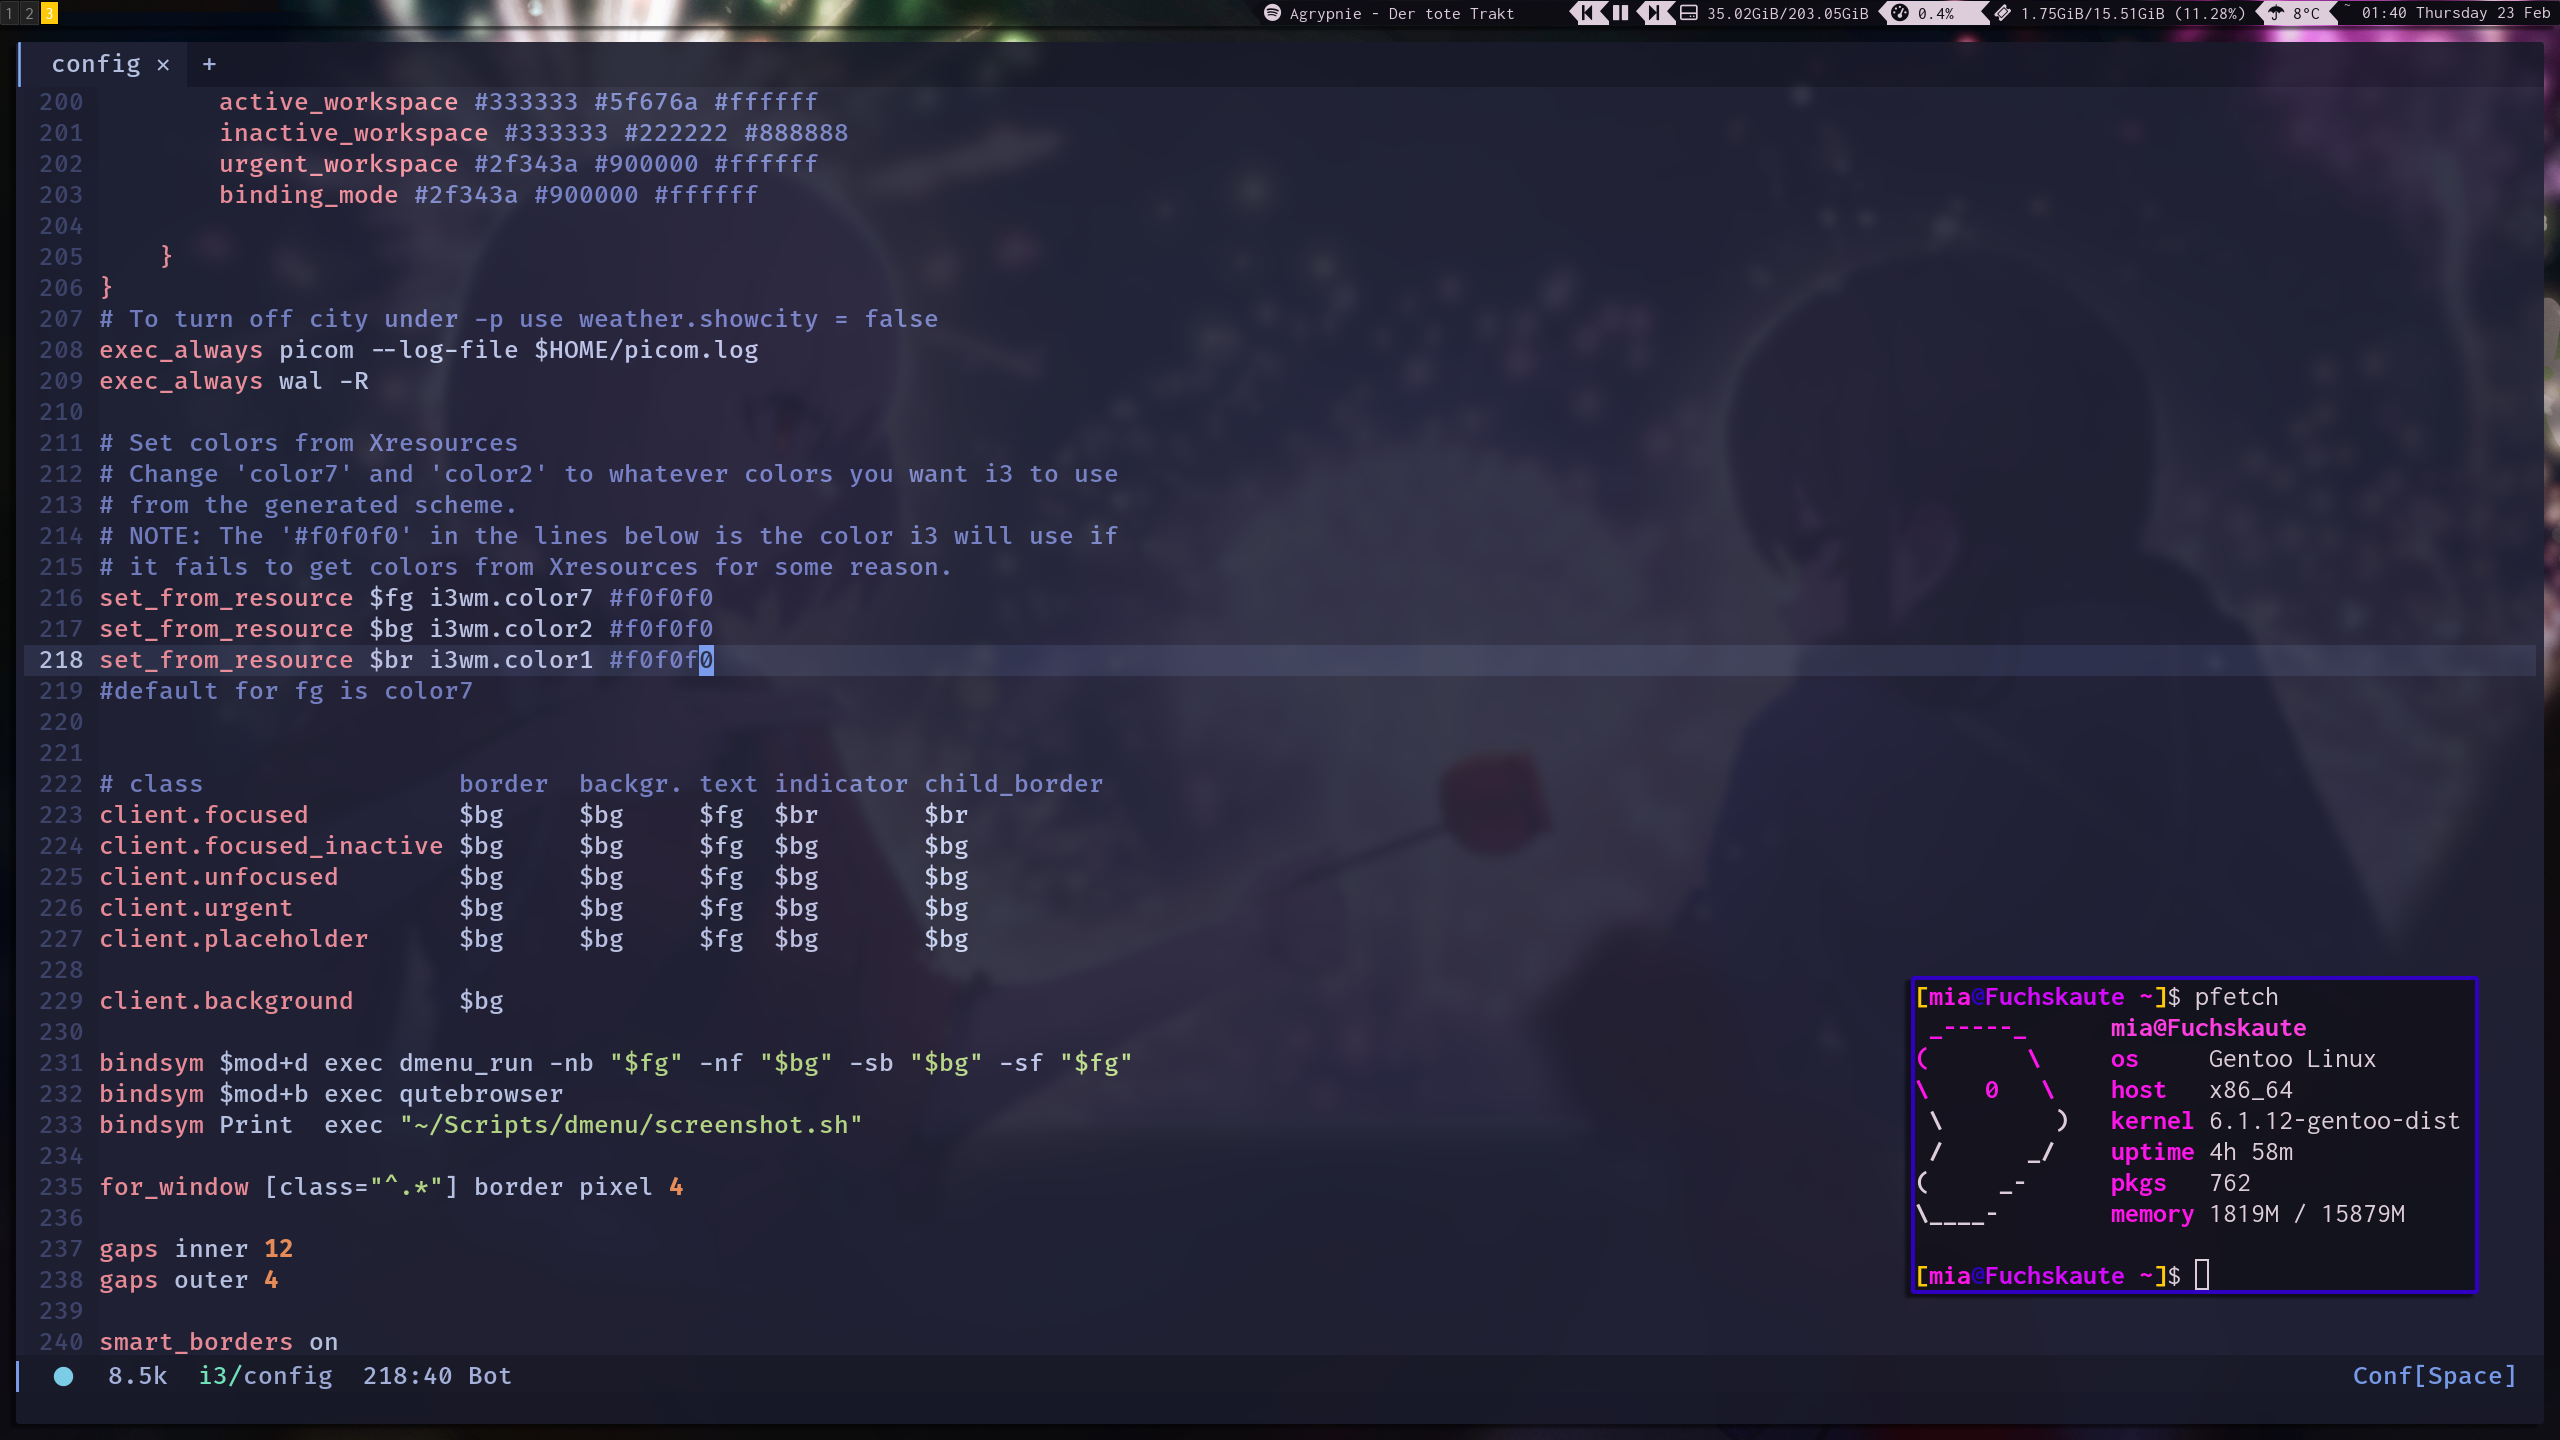 1 2 3 Agrypnie - Der tote Trakt 35.02GiB/203.05GiB 0.4% 1.75GiB/15.51GiB (11.28%) 8°C 01:40 Thursday 23 Feb
config × +
200 active_workspace #333333 #5f676a #ffffff
201 inactive_workspace #333333 #222222 #888888
202 urgent_workspace #2f343a #900000 #ffffff
203 binding_mode #2f343a #900000 #ffffff
204
205 }
206 }
207 # To turn off city under -p use weather.showcity = false
208 exec_always picom --log-file $HOME/picom.log
209 exec_always wal -R
210
211 # Set colors from Xresources
212 # Change 'color7' and 'color2' to whatever colors you want i3 to use
213 # from the generated scheme.
214 # NOTE: The '#f0f0f0' in the lines below is the color i3 will use if
215 # it fails to get colors from Xresources for some reason.
216 set_from_resource $fg i3wm.color7 #f0f0f0
217 set_from_resource $bg i3wm.color2 #f0f0f0
218 set_from_resource $br i3wm.color1 #f0f0f0
219 #default for fg is color7
220
221
222 # class border backgr. text indicator child_border
223 client.focused $bg $bg $fg $br $br
224 client.focused_inactive $bg $bg $fg $bg $bg
225 client.unfocused $bg $bg $fg $bg $bg
226 client.urgent $bg $bg $fg $bg $bg
227 client.placeholder $bg $bg $fg $bg $bg
228
229 client.background $bg
230
231 bindsym $mod+d exec dmenu_run -nb "$fg" -nf "$bg" -sb "$bg" -sf "$fg"
232 bindsym $mod+b exec qutebrowser
233 bindsym Print exec "~/Scripts/dmenu/screenshot.sh"
234
235 for_window [class="^.*"] border pixel 4
236
237 gaps inner 12
238 gaps outer 4
239
240 smart_borders on
8.5k i3/config 218:40 Bot Conf[Space]
[mia@Fuchskaute ~]$ pfetch
_-----_ mia@Fuchskaute
( \ os Gentoo Linux
\ 0 \ host x86_64
\ ) kernel 6.1.12-gentoo-dist
/ _/ uptime 4h 58m
( _- pkgs 762
\____- memory 1819M / 15879M
[mia@Fuchskaute ~]$